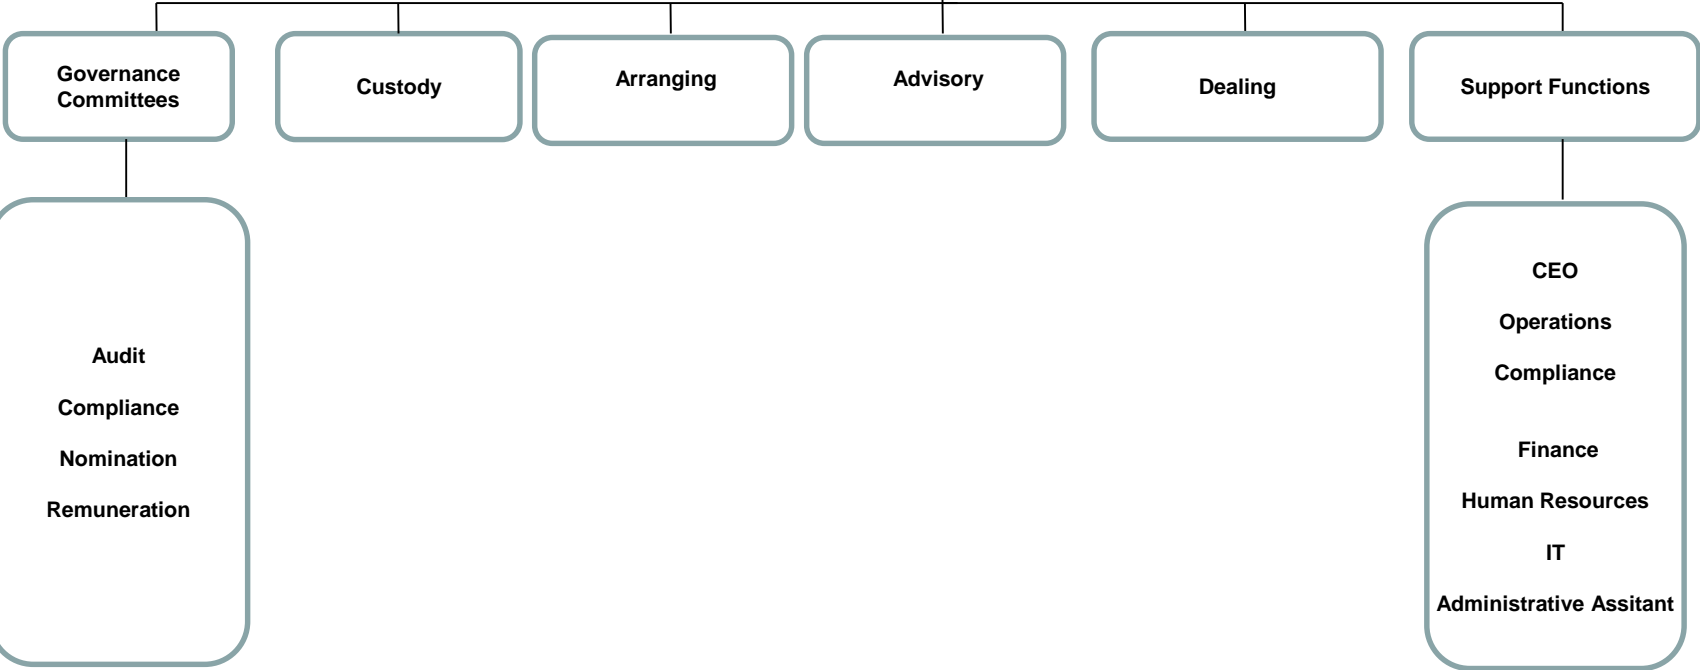 Governance
Committees
Custody
Arranging
Advisory
Dealing
Support Functions
Audit
Compliance
Nomination
Remuneration
CEO
Operations
Compliance
Finance
Human Resources
IT
Administrative Assitant